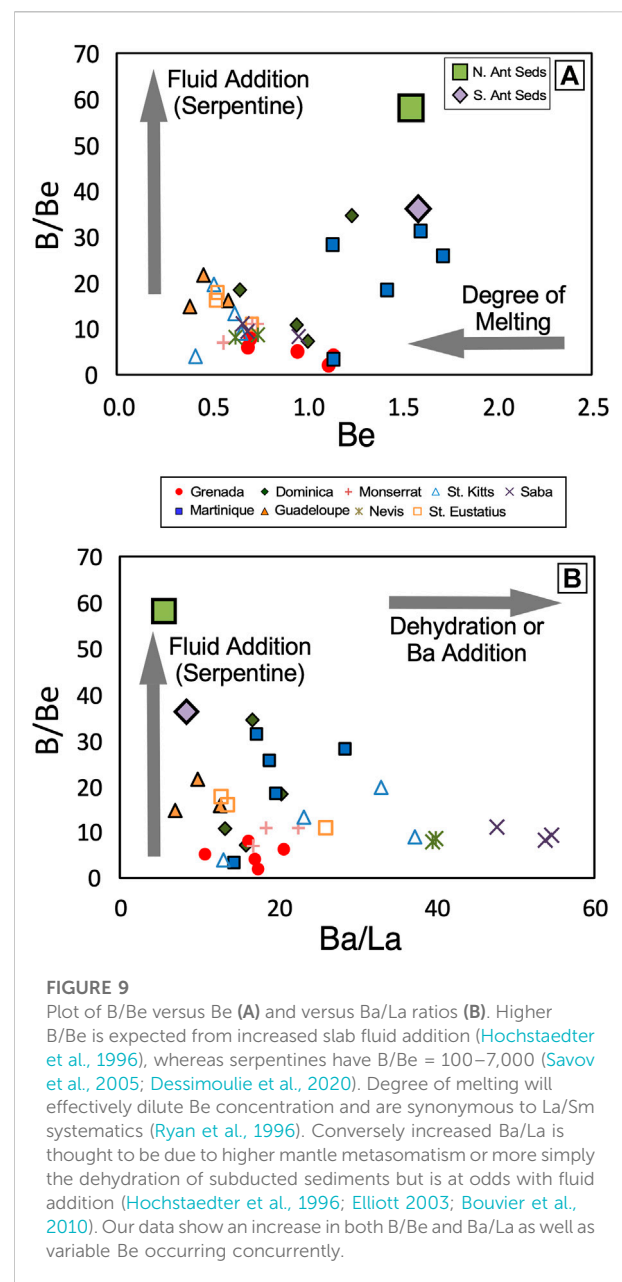 70
60
50
40
30
20
10
0
B/Be
Fluid Addition
(Serpentine)
N. Ant Seds
S. Ant Seds
A
Degree of
Melting
0.0 0.5 1.0 1.5 2.0 2.5
Be
Grenada Dominica Monserrat St. Kitts Saba
Martinique Guadeloupe Nevis St. Eustatius
70
60
50
40
30
20
10
0
B/Be
Fluid Addition
(Serpentine)
B
Dehydration or
Ba Addition
0 20 40 60
Ba/La
FIGURE 9
Plot of B/Be versus Be (A) and versus Ba/La ratios (B). Higher
B/Be is expected from increased slab fluid addition (Hochstaedter
et al., 1996), whereas serpentines have B/Be = 100–7,000 (Savov
et al., 2005; Dessimoulie et al., 2020). Degree of melting will
effectively dilute Be concentration and are synonymous to La/Sm
systematics (Ryan et al., 1996). Conversely increased Ba/La is
thought to be due to higher mantle metasomatism or more simply
the dehydration of subducted sediments but is at odds with fluid
addition (Hochstaedter et al., 1996; Elliott 2003; Bouvier et al.,
2010). Our data show an increase in both B/Be and Ba/La as well as
variable Be occurring concurrently.